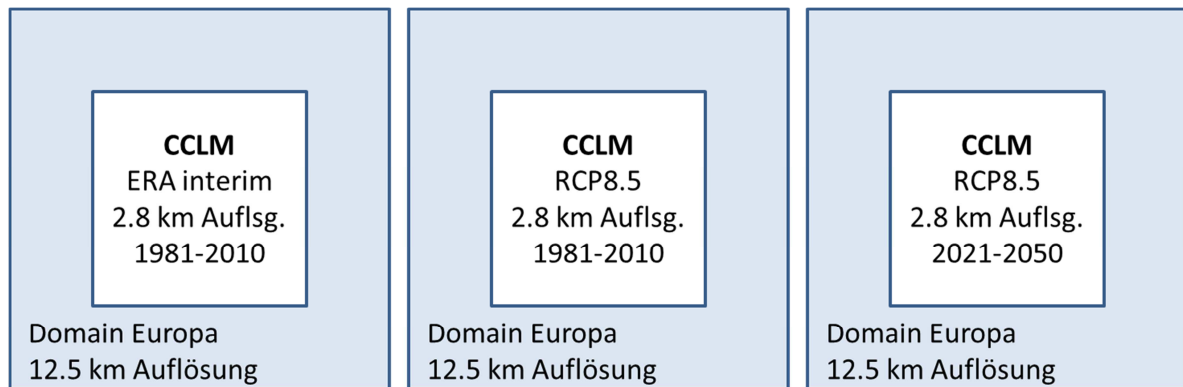 CCLM
ERA interim
2.8 km Auflsg.
1981-2010
Domain Europa
12.5 km Auflösung
CCLM
RCP8.5
2.8 km Auflsg.
1981-2010
Domain Europa
12.5 km Auflösung
CCLM
RCP8.5
2.8 km Auflsg.
2021-2050
Domain Europa
12.5 km Auflösung